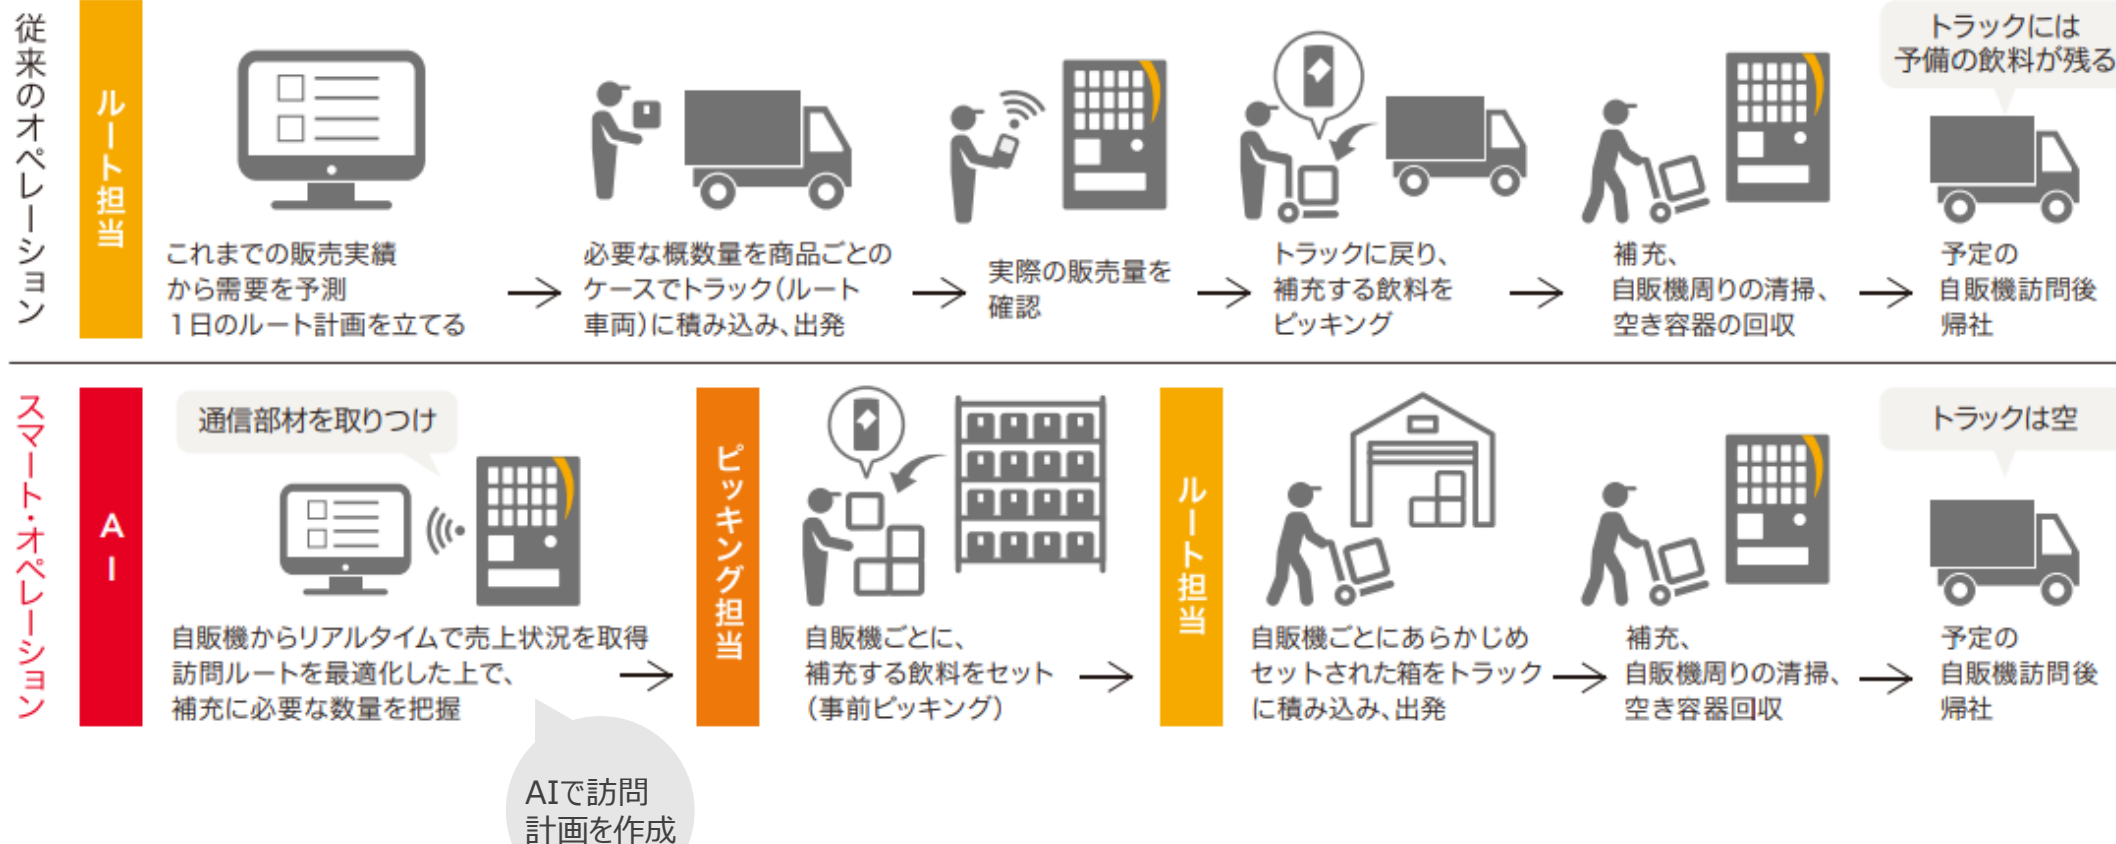 従来のオペレーション
ルート担当
これまでの販売実績
から需要を予測
1日のルート計画を立てる
必要な概数量を商品ごとの
ケースでトラック(ルート
車両)に積み込み、出発
実際の販売量を
確認
トラックに戻り、
補充する飲料を
ピッキング
補充、
自販機周りの清掃、
空き容器の回収
トラックには
予備の飲料が残る
予定の
自販機訪問後
帰社
スマート・オペレーション
AI
通信部材を取りつけ
自販機からリアルタイムで売上状況を取得
訪問ルートを最適化した上で、
補充に必要な数量を把握
AIで訪問
計画を作成
ピッキング担当
自販機ごとに、
補充する飲料をセット
(事前ピッキング)
ルート担当
自販機ごとにあらかじめ
セットされた箱をトラック
に積み込み、出発
補充、
自販機周りの清掃、
空き容器回収
トラックは空
予定の
自販機訪問後
帰社